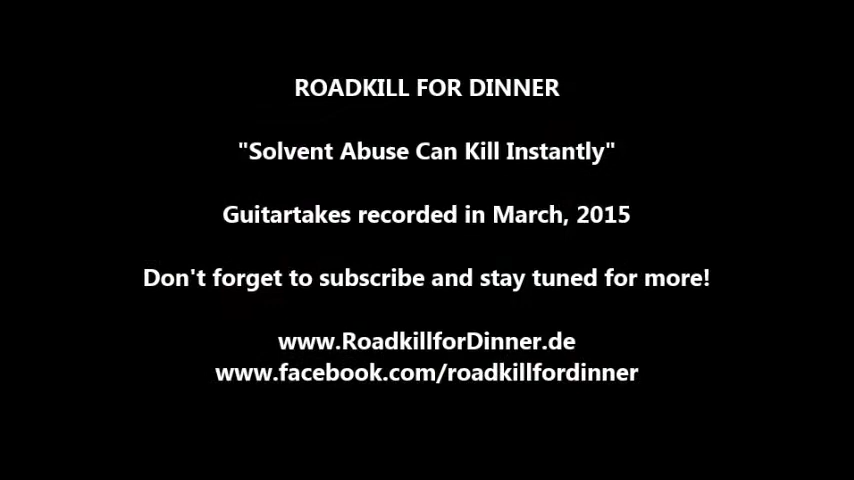 ROADKILL FOR DINNER
"Solvent Abuse Can Kill Instantly"
Guitartakes recorded in March, 2015
Don't forget to subscribe and stay tuned for more!
www.RoadkillforDinner.de
www.facebook.com/roadkillfordinner